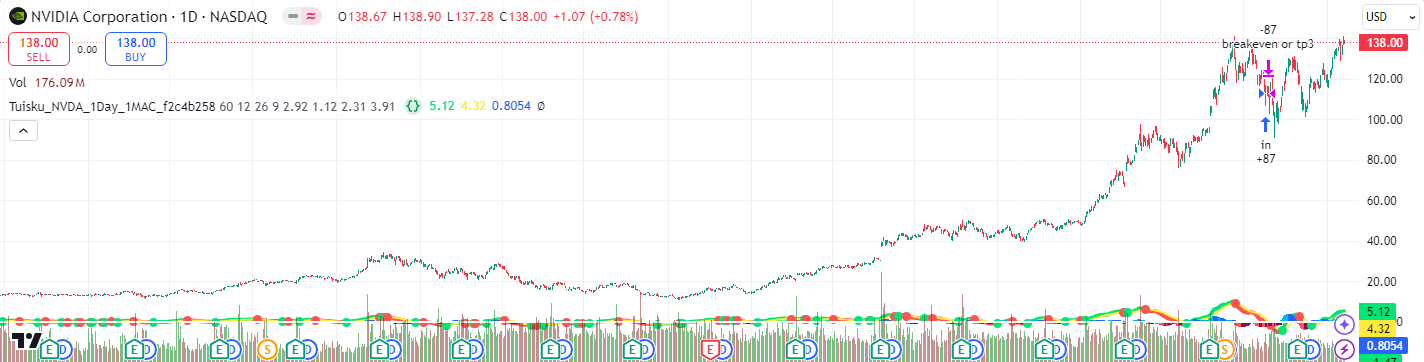 NVIDIA Corporation · 1D · NASDAQ O138.67 H138.90 L137.28 C138.00 +1.07 (+0.78%)
USD
138.00
SELL
0.00
138.00
BUY
Vol 176.09 M
Tuisku_NVDA_1Day_1MAC_f2c4b258 60 12 26 9 2.92 1.12 2.31 3.91 {} 5.12 4.32 0.8054 Ø
-87
breakeven or tp3
in
+87
138.00
120.00
100.00
80.00
60.00
40.00
20.00
5.12
0
4.32
0.8054
E D E D S E D E D E D E D E D E D E D E D E D E D E D E S E D